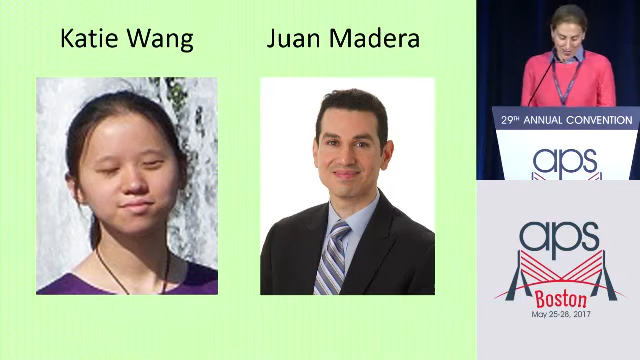 Katie Wang
Juan Madera
29TH ANNUAL CONVENTION
aps
aps
Boston
May 25-28, 2017